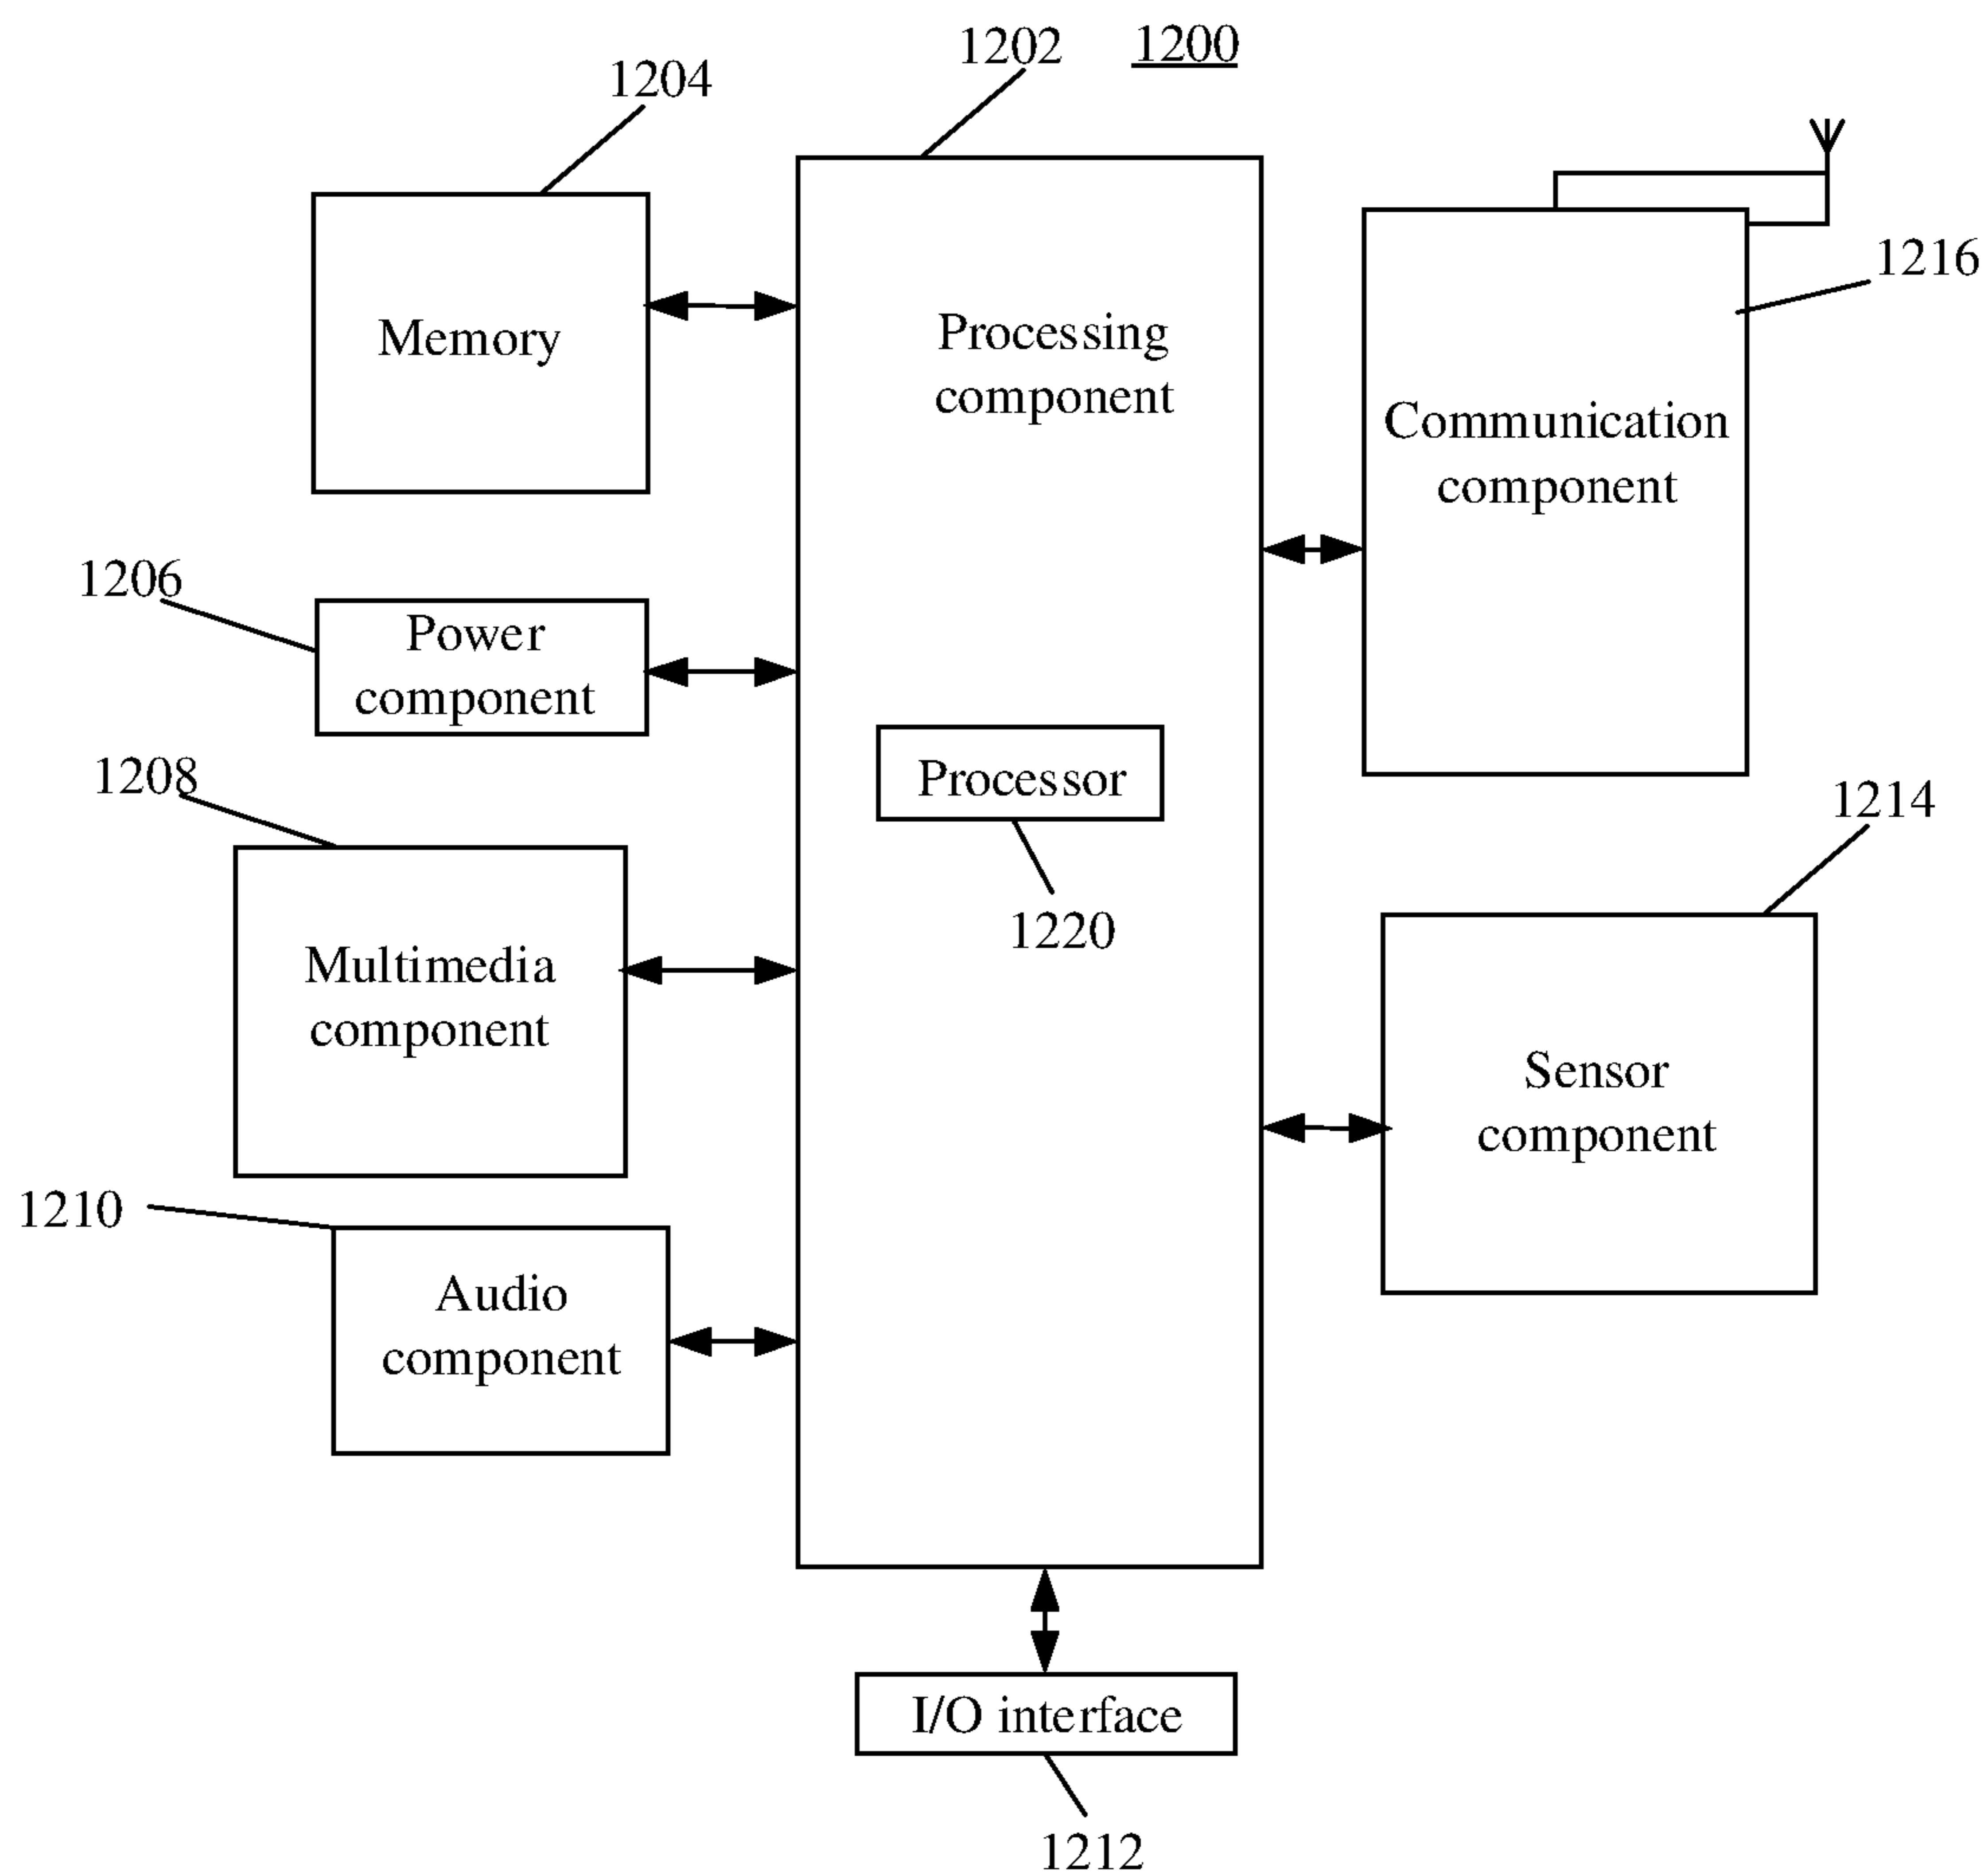 1202
1200
1204
Memory
Processing
component
1216
Communication
component
1206
Power
component
1208
Processor
1220
1214
Multimedia
component
Sensor
component
1210
Audio
component
I/O interface
1212